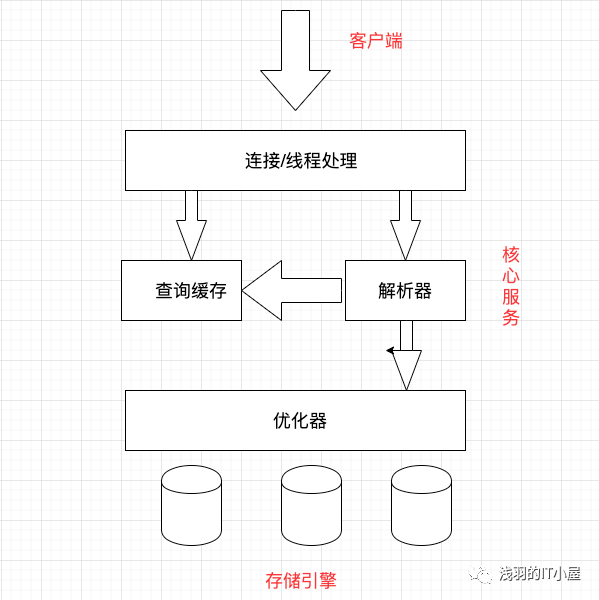 客户端
连接/线程处理
查询缓存
解析器
核心服务
优化器
存储引擎
浅羽的IT小屋